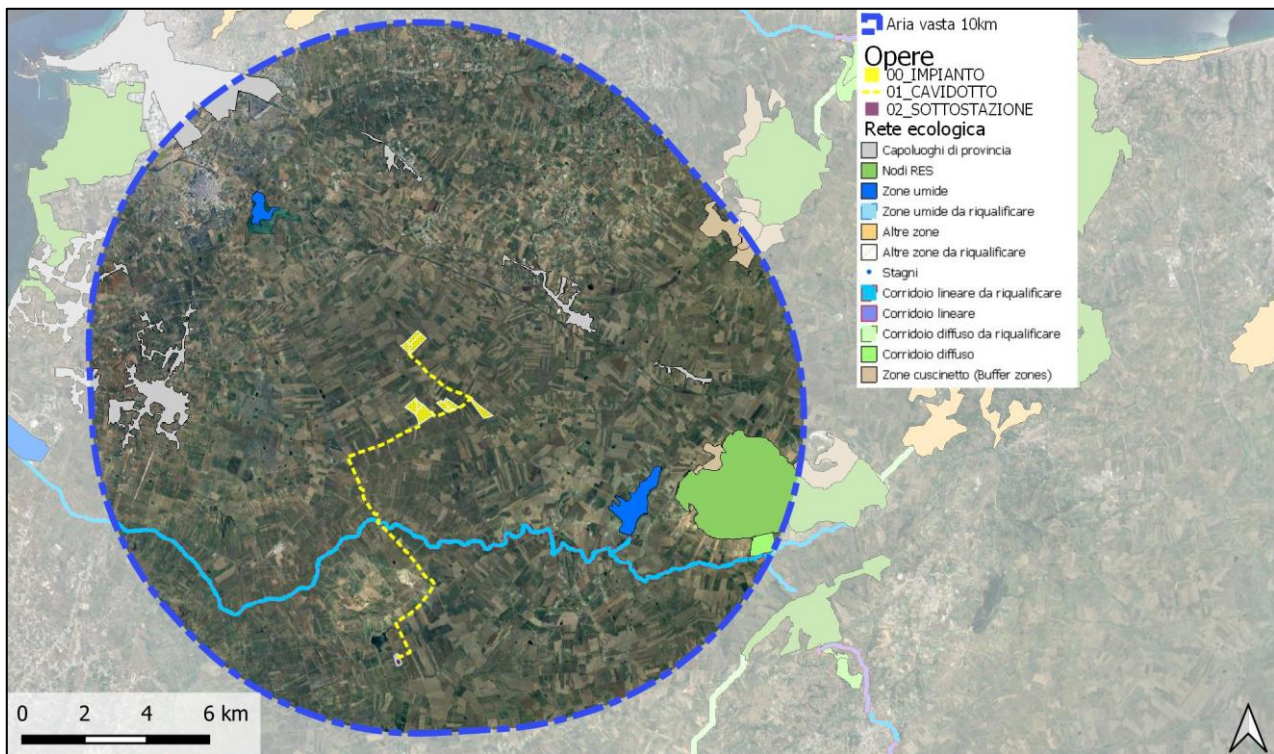 Aria vasta 10km
Opere
00_IMPIANTO
01_CAVIDOTTO
02_SOTTOSTAZIONE
Rete ecologica
Capoluoghi di provincia
Nodi RES
Zone umide
Zone umide da riqualificare
Altre zone
Altre zone da riqualificare
Stagni
Corridoio lineare da riqualificare
Corridoio lineare
Corridoio diffuso da riqualificare
Corridoio diffuso
Zone cuscinetto (Buffer zones)
0 2 4 6 km